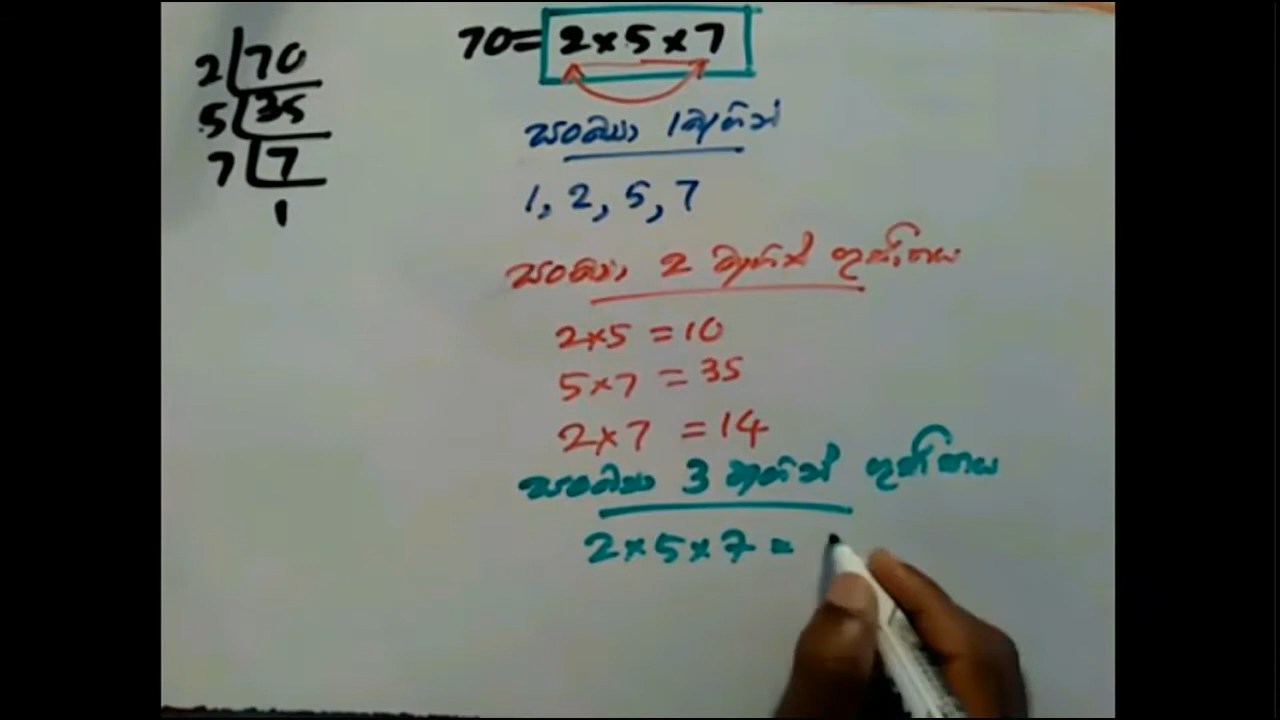 2 | 70
5 | 35
7 | 7
1
70 = 2 × 5 × 7
සංඛ්‍යා 1 බැගින්
1, 2, 5, 7
සංඛ්‍යා 2 බැගින් ගුණිතය
2×5 = 10
5×7 = 35
2×7 = 14
සංඛ්‍යා 3 බැගින් ගුණිතය
2×5×7 =